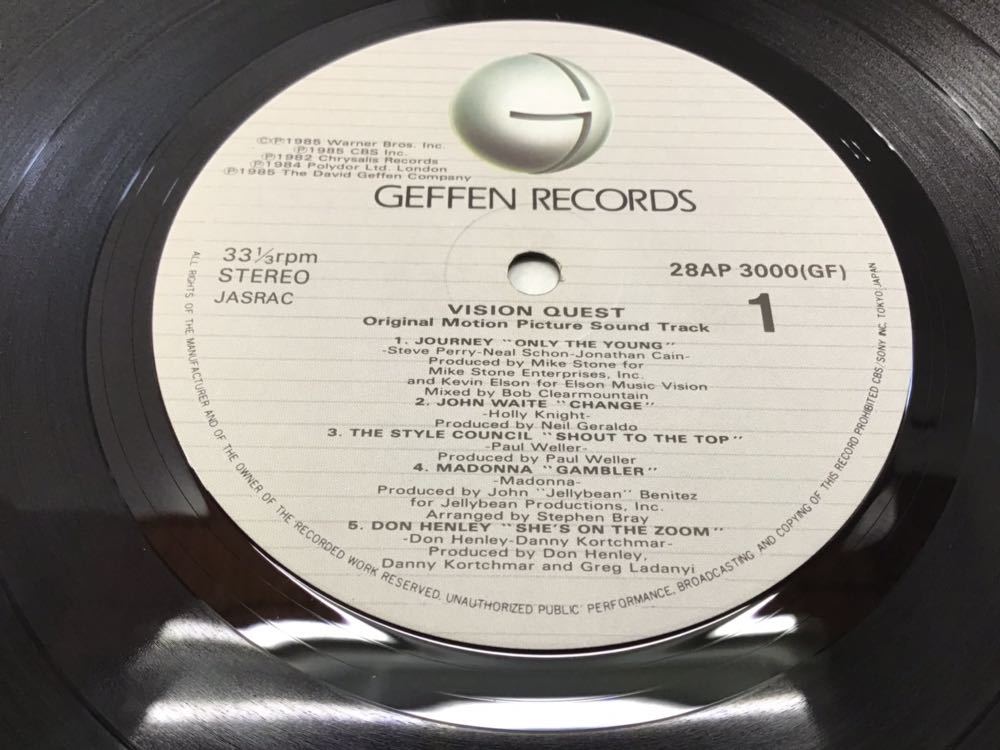 ©Ⓟ1985 Warner Bros. Inc.
Ⓟ1985 CBS Inc.
Ⓟ1982 Chrysalis Records
Ⓟ1984 Polydor Ltd. London
Ⓟ1985 The David Geffen Company
G
GEFFEN RECORDS
33⅓rpm
STEREO
JASRAC
28AP 3000(GF)
1
VISION QUEST
Original Motion Picture Sound Track
1. JOURNEY "ONLY THE YOUNG"
-Steve Perry-Neal Schon-Jonathan Cain-
Produced by Mike Stone for
Mike Stone Enterprises, Inc.
and Kevin Elson for Elson Music Vision
Mixed by Bob Clearmountain
2. JOHN WAITE "CHANGE"
-Holly Knight-
Produced by Neil Geraldo
3. THE STYLE COUNCIL "SHOUT TO THE TOP"
-Paul Weller-
Produced by Paul Weller
4. MADONNA "GAMBLER"
-Madonna-
Produced by John "Jellybean" Benitez
for Jellybean Productions, Inc.
Arranged by Stephen Bray
5. DON HENLEY "SHE'S ON THE ZOOM"
-Don Henley-Danny Kortchmar-
Produced by Don Henley,
Danny Kortchmar and Greg Ladanyi
ALL RIGHTS OF THE MANUFACTURER AND OF THE OWNER OF THE RECORDED WORK RESERVED. UNAUTHORIZED PUBLIC PERFORMANCE, BROADCASTING AND COPYING OF THIS RECORD PROHIBITED CBS/SONY INC. TOKYO JAPAN